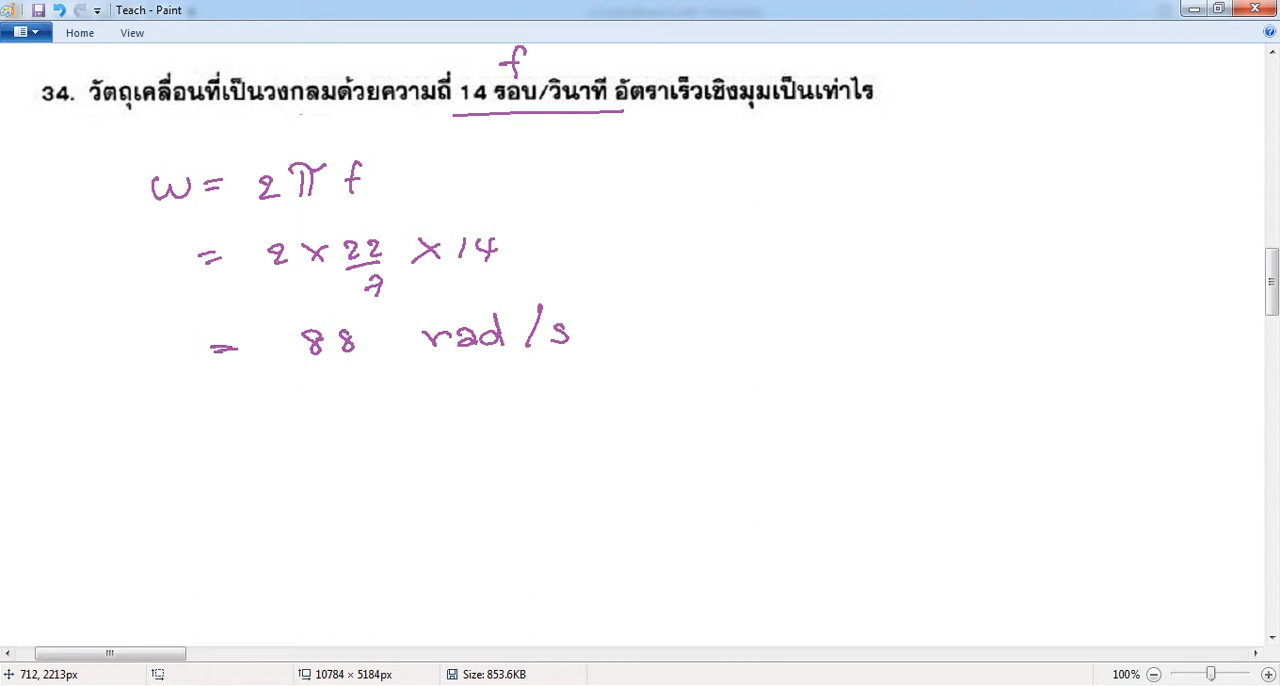 Teach - Paint
Home View
f
34. วัตถุเคลื่อนที่เป็นวงกลมด้วยความถี่ 14 รอบ/วินาที อัตราเร็วเชิงมุมเป็นเท่าไร
ω = 2 π f
= 2 × 22/7 × 14
= 88 rad/s
712, 2213px 10784 × 5184px Size: 853.6KB 100%